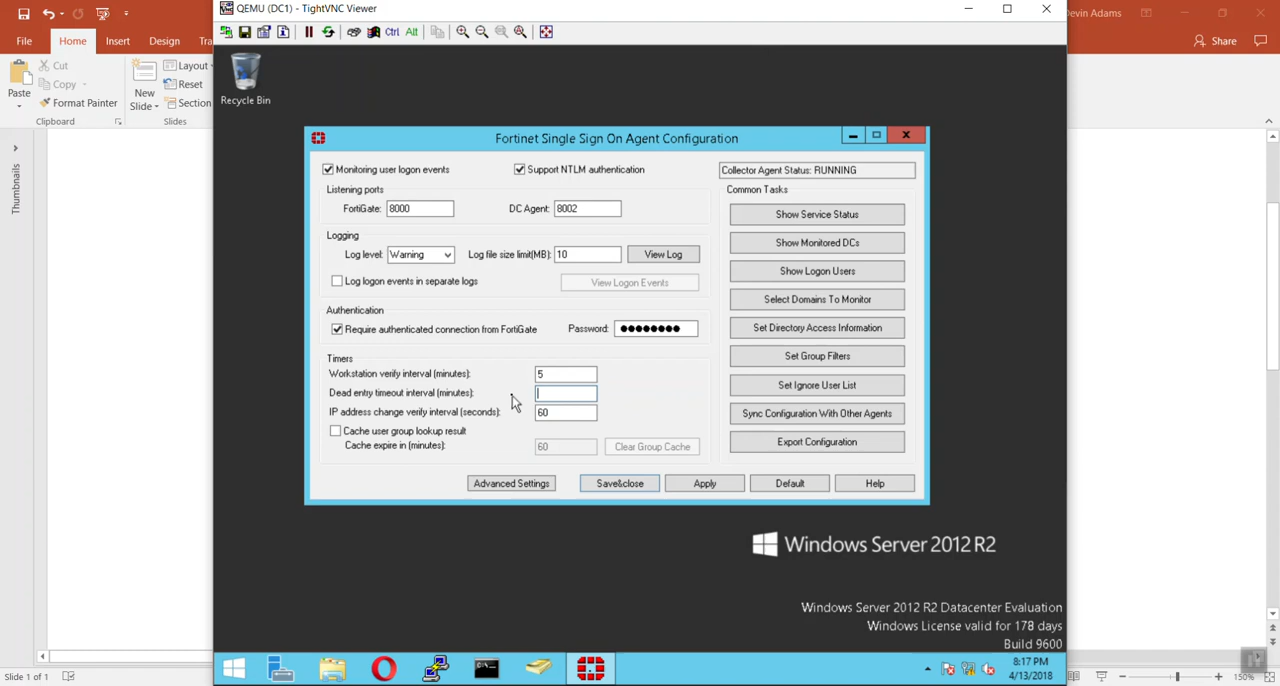 QEMU (DC1) - TightVNC Viewer
evin Adams
File
Home
Insert
Design
Tra
Share
Ctrl
Alt
Paste
Cut
Copy
Format Painter
Clipboard
New
Slide
Layout
Reset
Section
Slides
Thumbnails
Recycle Bin
Fortinet Single Sign On Agent Configuration
Monitoring user logon events
Support NTLM authentication
Collector Agent Status: RUNNING
Listening ports
FortiGate: 8000
DC Agent: 8002
Logging
Log level: Warning
Log file size limit(MB): 10
View Log
Log logon events in separate logs
View Logon Events
Authentication
Require authenticated connection from FortiGate
Password:
Timers
Workstation verify interval (minutes): 5
Dead entry timeout interval (minutes):
IP address change verify interval (seconds): 60
Cache user group lookup result
Cache expire in (minutes): 60
Clear Group Cache
Common Tasks
Show Service Status
Show Monitored DCs
Show Logon Users
Select Domains To Monitor
Set Directory Access Information
Set Group Filters
Set Ignore User List
Sync Configuration With Other Agents
Export Configuration
Advanced Settings
Save&close
Apply
Default
Help
Windows Server 2012 R2
Windows Server 2012 R2 Datacenter Evaluation
Windows License valid for 178 days
Build 9600
8:17 PM
4/13/2018
Slide 1 of 1
150%